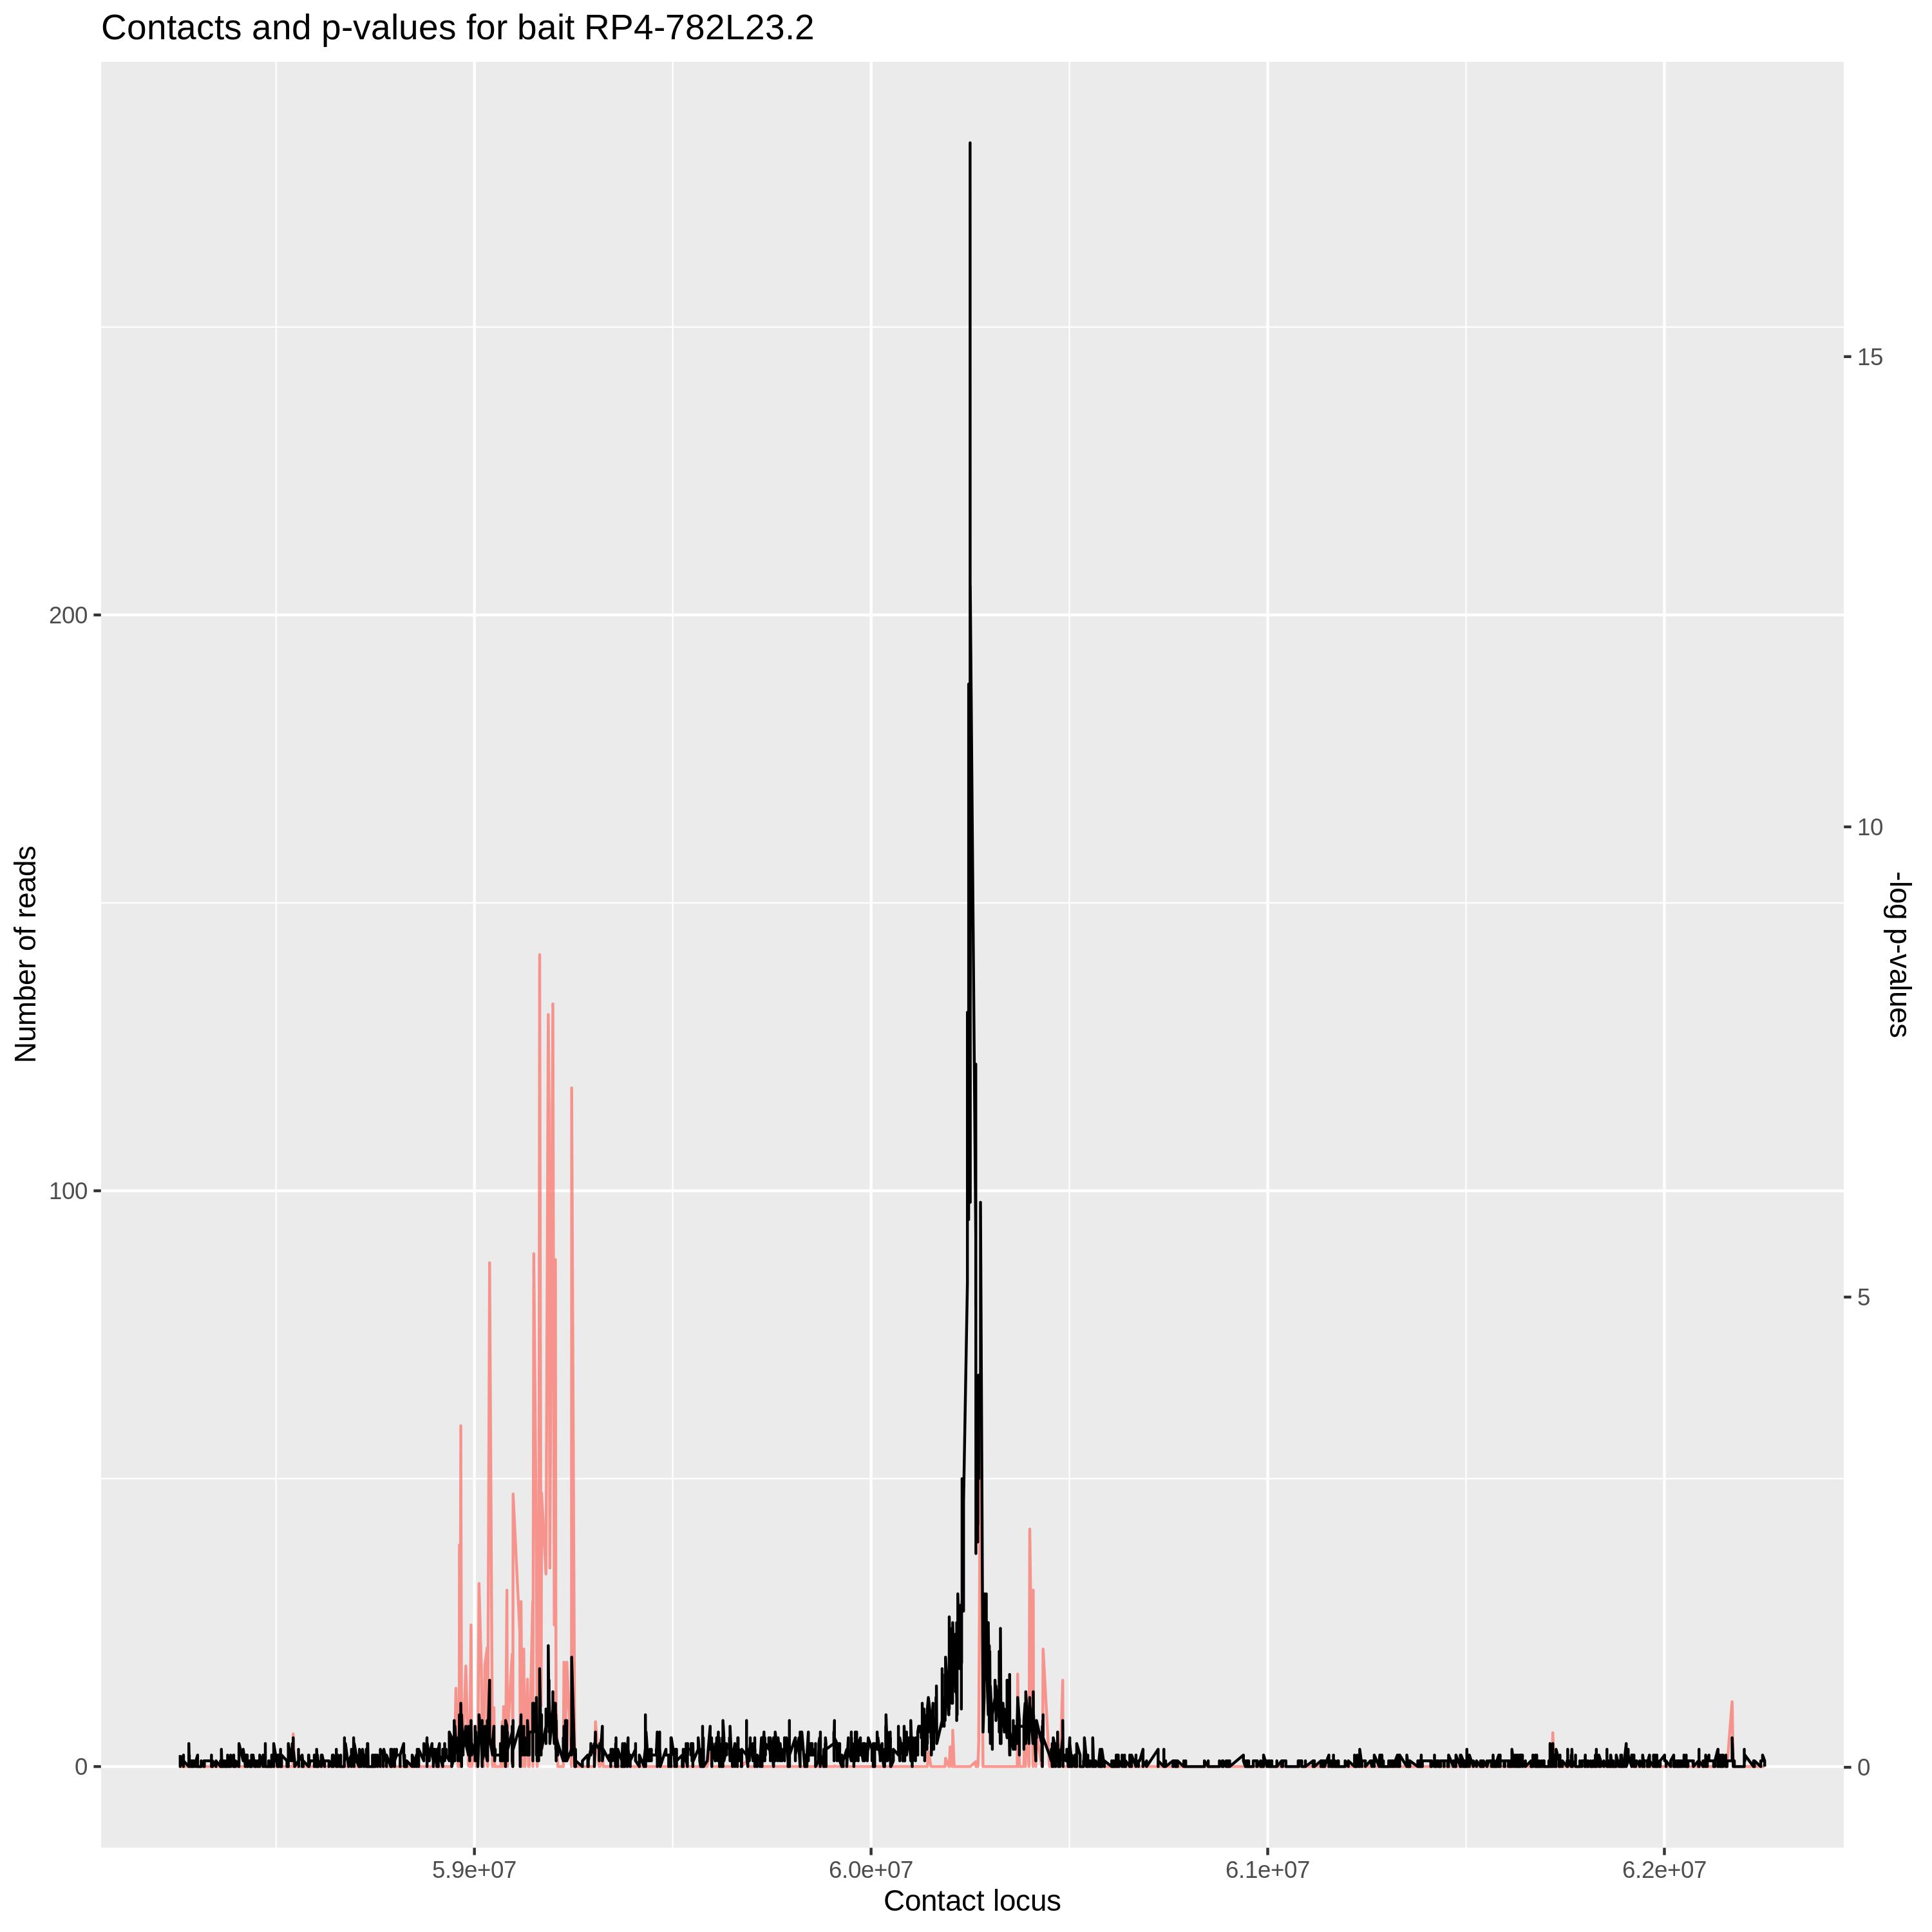 Contacts and p-values for bait RP4-782L23.2
Number of reads
200
100
0
15
10
5
0
-log p-values
5.9e+07 6.0e+07 6.1e+07 6.2e+07
Contact locus